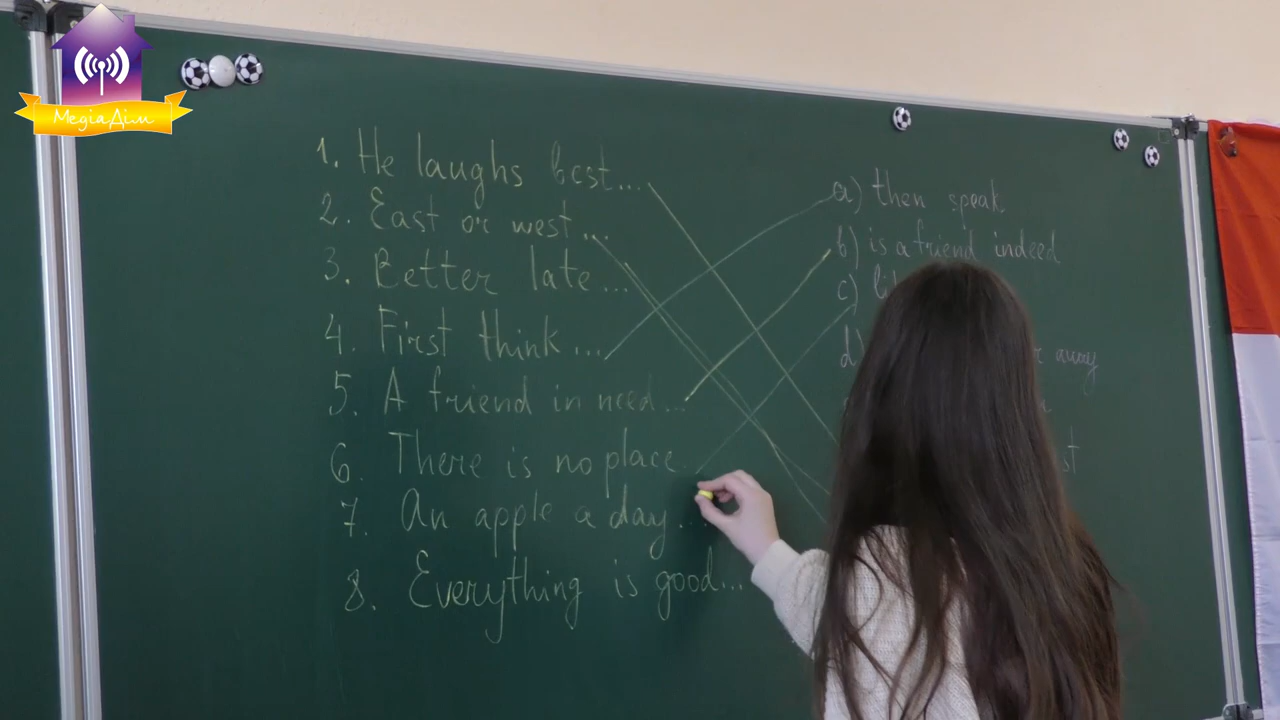 МедіаДім
1. He laughs best...
2. East or west...
3. Better late...
4. First think...
5. A friend in need...
6. There is no place
7. An apple a day...
8. Everything is good...
a) then speak
b) is a friend indeed
c)
d) away